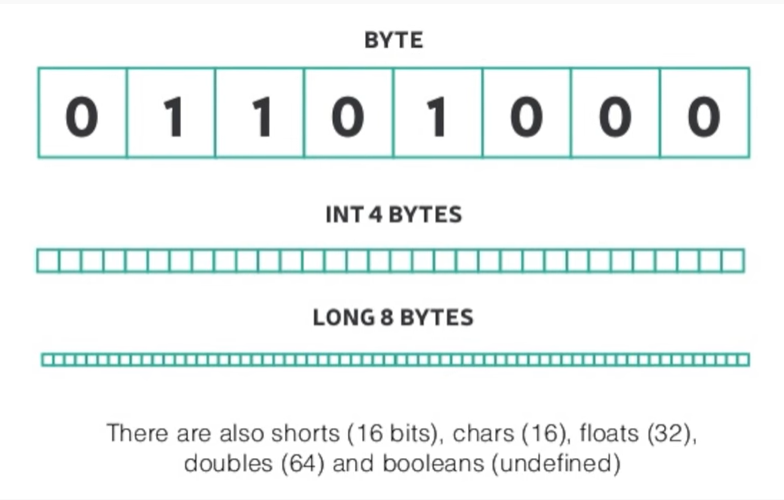 BYTE
0 1 1 0 1 0 0 0
INT 4 BYTES
LONG 8 BYTES
There are also shorts (16 bits), chars (16), floats (32),
doubles (64) and booleans (undefined)